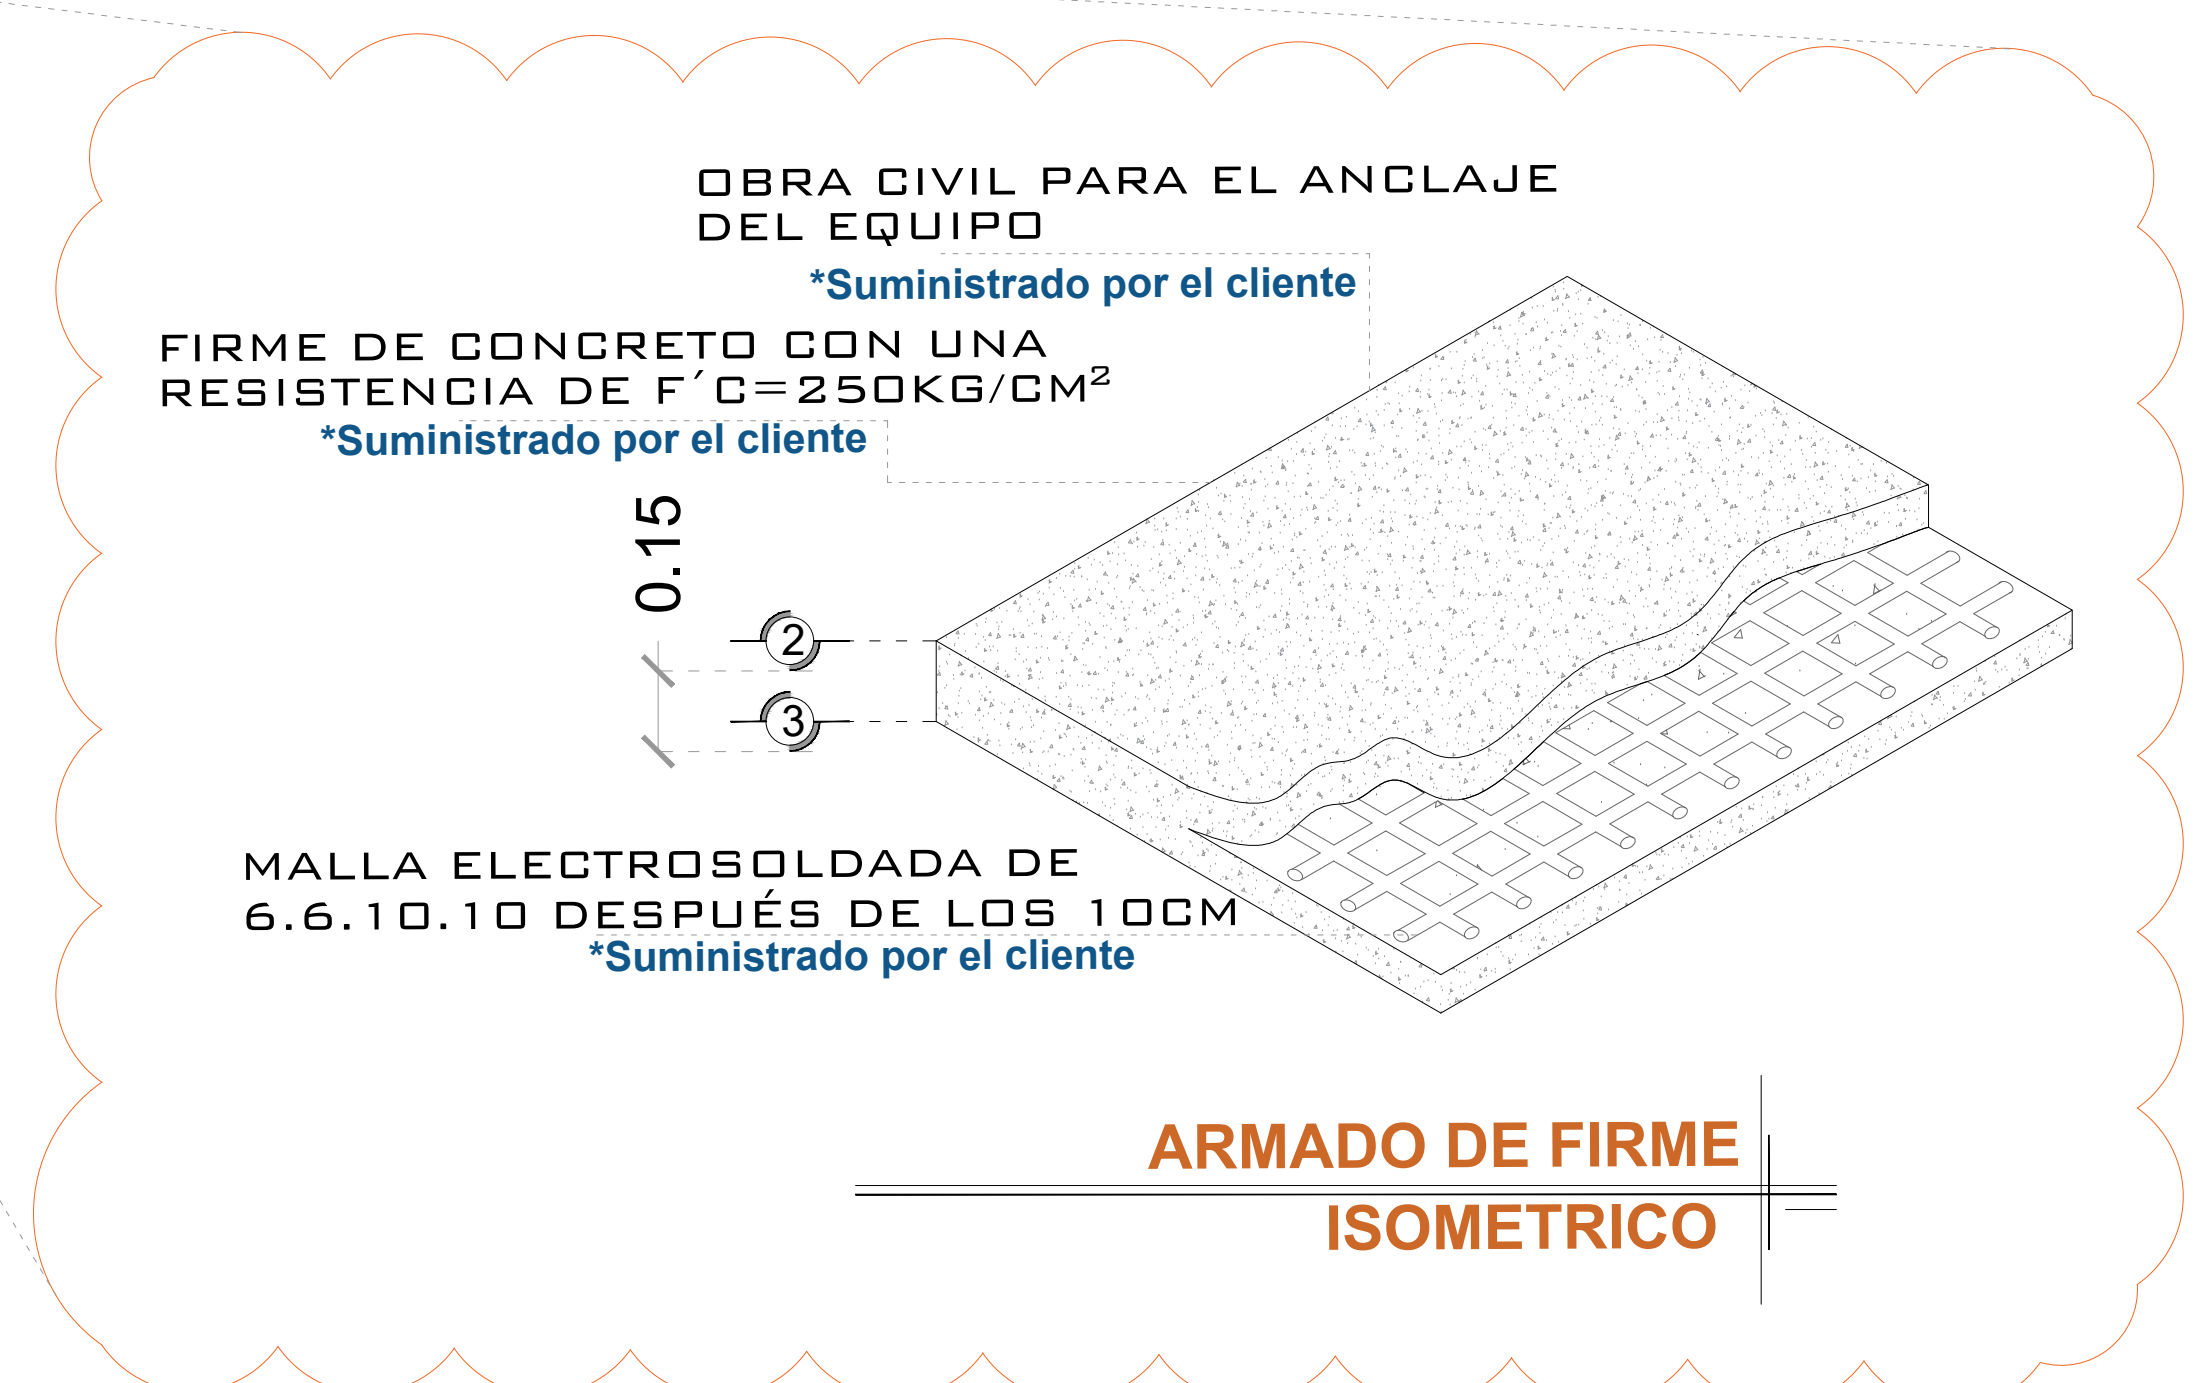 OBRA CIVIL PARA EL ANCLAJE
DEL EQUIPO
*Suministrado por el cliente
FIRME DE CONCRETO CON UNA
RESISTENCIA DE F´C=250KG/CM²
*Suministrado por el cliente
0.15
2
3
MALLA ELECTROSOLDADA DE
6.6.10.10 DESPUÉS DE LOS 10CM
*Suministrado por el cliente
ARMADO DE FIRME
ISOMETRICO